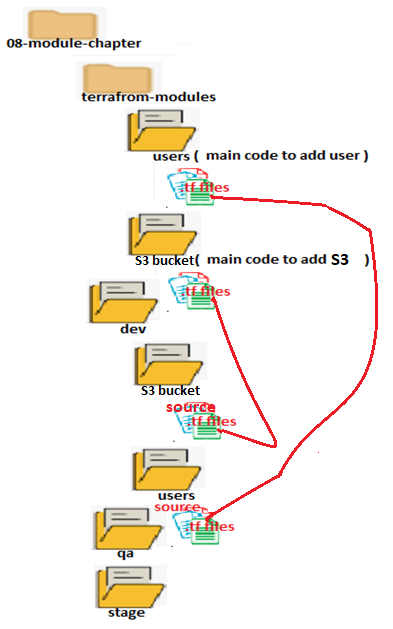 08-module-chapter
terrafrom-modules
users ( main code to add user )
.tf files
S3 bucket( main code to add S3 )
.tf files
dev
S3 bucket
source
.tf files
users
source
.tf files
qa
stage